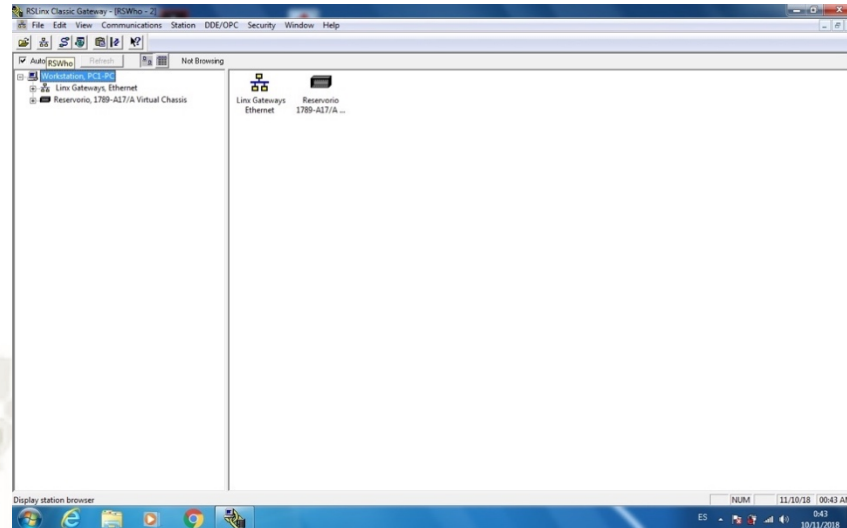 RSLinx Classic Gateway - [RSWho - 2]
File Edit View Communications Station DDE/OPC Security Window Help
Auto RSWho Refresh Not Browsing
Workstation, PC1-PC
Linx Gateways, Ethernet
Reservorio, 1789-A17/A Virtual Chassis
Linx Gateways Ethernet
Reservorio 1789-A17/A ...
Display station browser NUM 11/10/18 00:43 AM
ES 0:43
10/11/2018